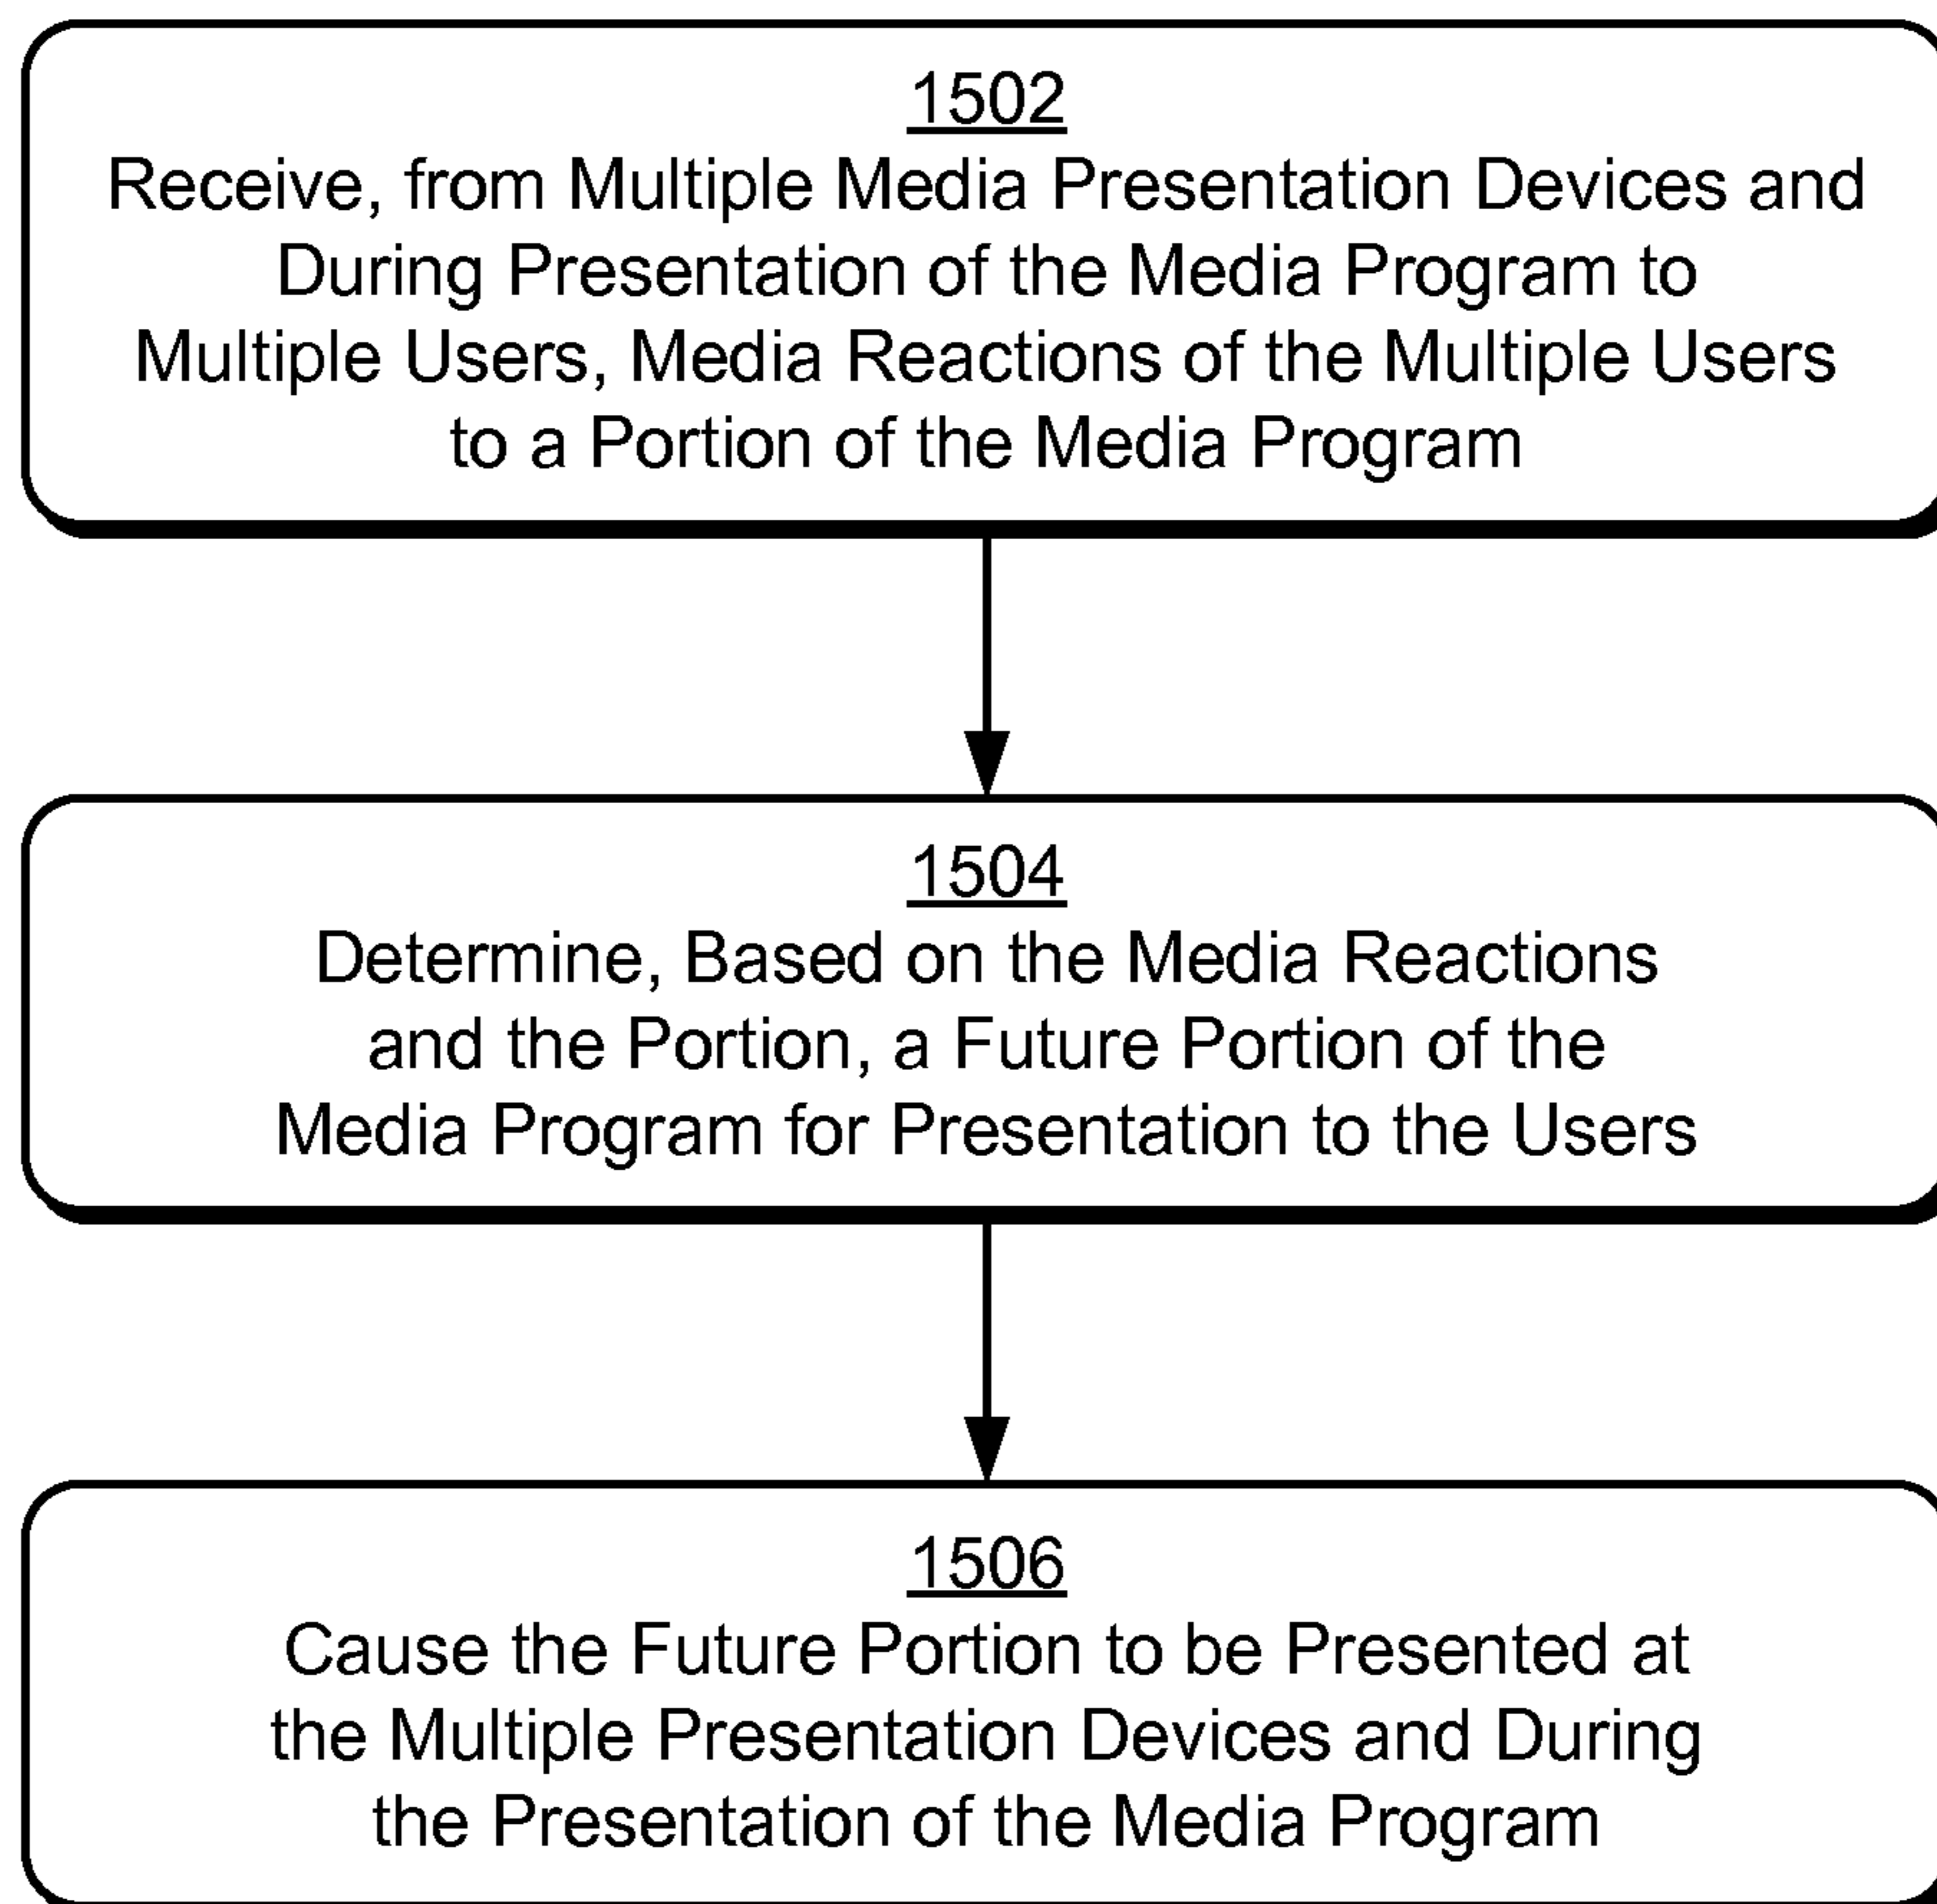 1502
Receive, from Multiple Media Presentation Devices and
During Presentation of the Media Program to
Multiple Users, Media Reactions of the Multiple Users
to a Portion of the Media Program
1504
Determine, Based on the Media Reactions
and the Portion, a Future Portion of the
Media Program for Presentation to the Users
1506
Cause the Future Portion to be Presented at
the Multiple Presentation Devices and During
the Presentation of the Media Program